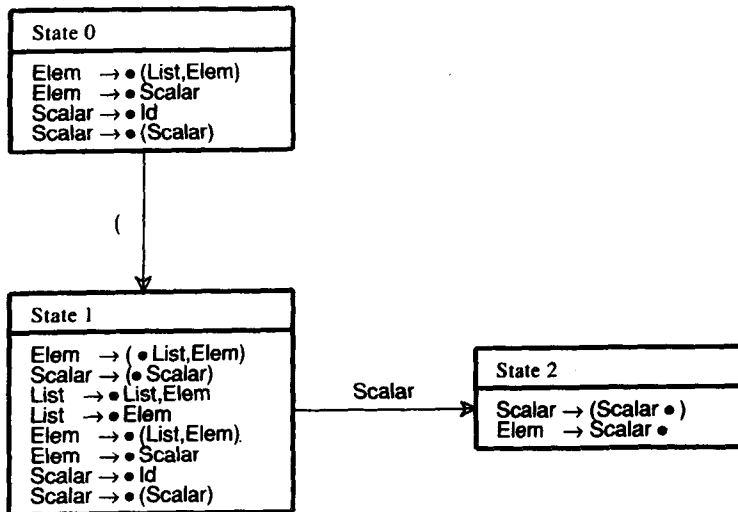 State 0
Elem → • (List,Elem)
Elem → • Scalar
Scalar → • Id
Scalar → • (Scalar)
(
State 1
Elem → ( • List,Elem)
Scalar → (• Scalar)
List → • List,Elem
List → • Elem
Elem → • (List,Elem)
Elem → • Scalar
Scalar → • Id
Scalar → • (Scalar)
Scalar
State 2
Scalar → (Scalar • )
Elem → Scalar •